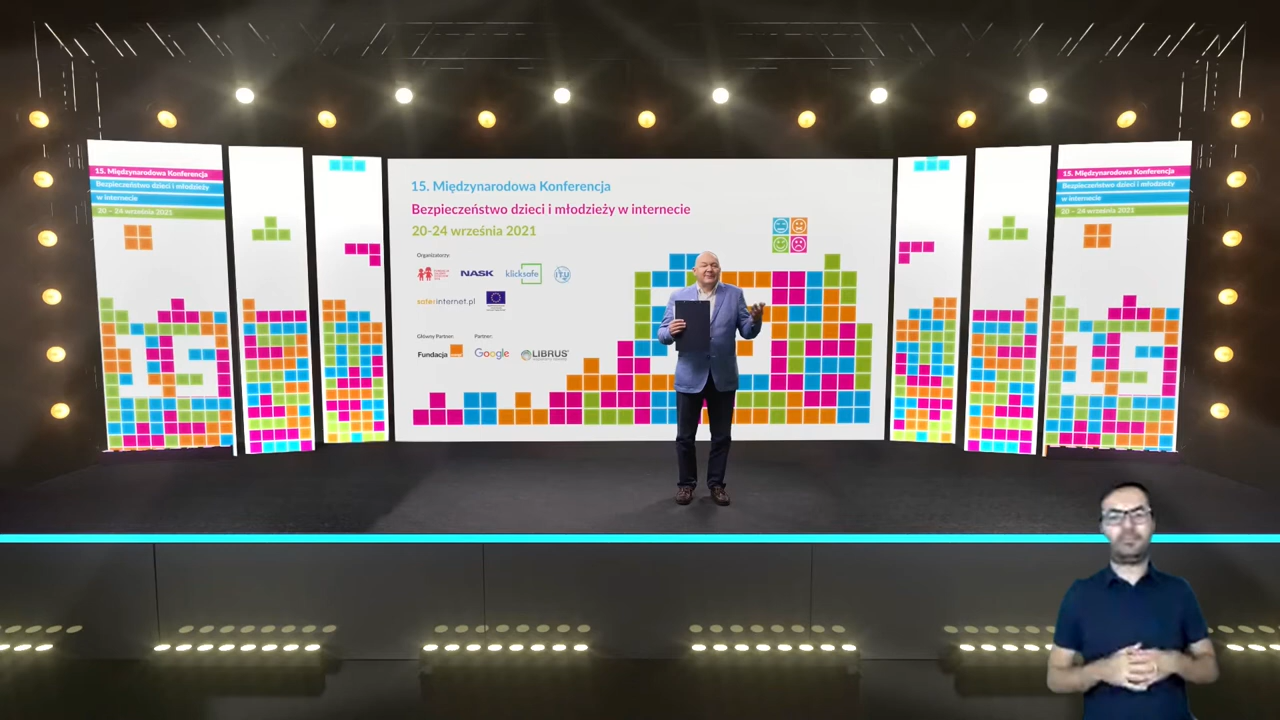 15. Międzynarodowa Konferencja
Bezpieczeństwo dzieci i młodzieży
w internecie
20 – 24 września 2021
15. Międzynarodowa Konferencja
Bezpieczeństwo dzieci i młodzieży w internecie
20-24 września 2021
Organizatorzy:
NASK
klicksafe
ITU
saferinternet.pl
Główny Partner:
Partner:
Fundacja
Google
LIBRUS
15. Międzynarodowa Konferencja
Bezpieczeństwo dzieci i młodzieży
w internecie
20 – 24 września 2021